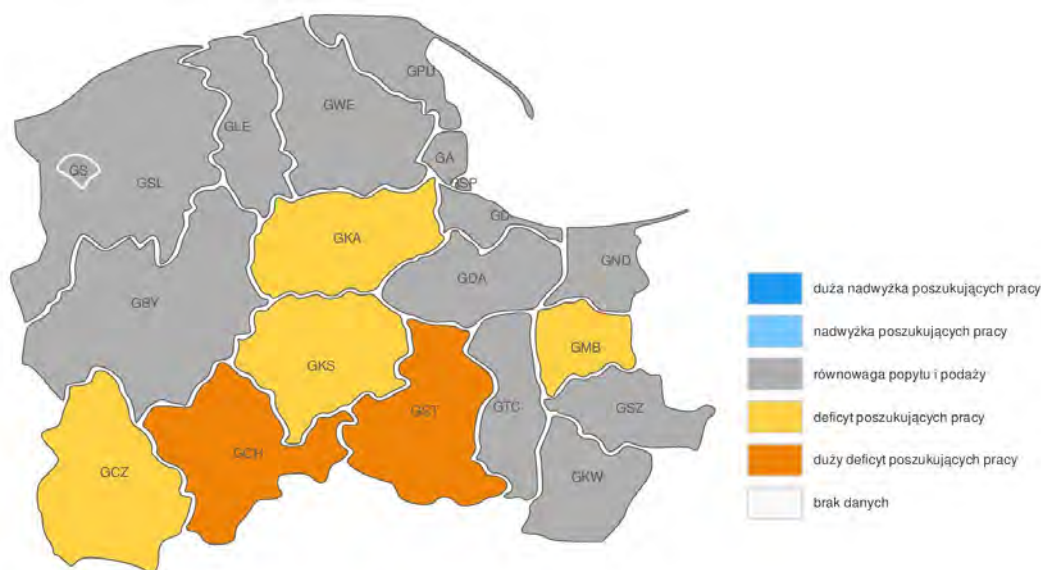 GPU
GWE
GLE
GA
GS
GSL
GSP
GD
GKA
GND
GDA
GBY
duża nadwyżka poszukujących pracy
nadwyżka poszukujących pracy
GMB
GKS
równowaga popytu i podaży
GST
GTC
GSZ
deficyt poszukujących pracy
GCH
duży deficyt poszukujących pracy
GCZ
GKW
brak danych